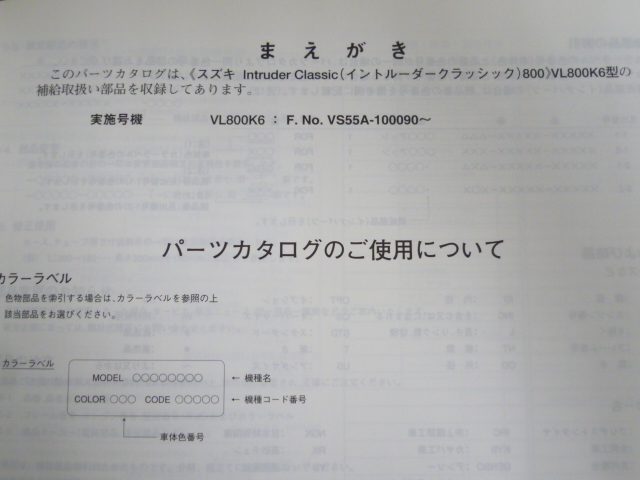 まえがき
このパーツカタログは、《スズキ Intruder Classic(イントルーダークラッシック)800》VL800K6型の
補給取扱い部品を収録してあります。
実施号機 VL800K6 : F. No. VS55A-100090～
パーツカタログのご使用について
カラーラベル
色物部品を索引する場合は、カラーラベルを参照の上
該当部品をお選びください。
カラーラベル
MODEL ○○○○○○○○ ← 機種名
COLOR ○○○ CODE ○○○○○ ← 機種コード番号
車体色番号